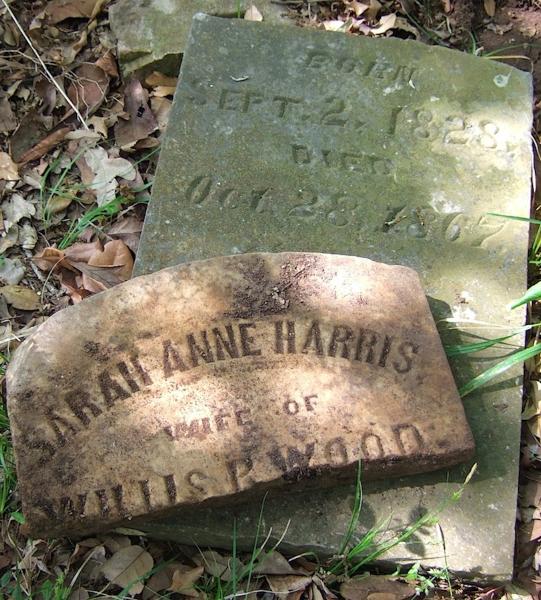 BORN
SEPT. 2, 1828.
DIED
OCT. 28, 1867
SARAH ANNE HARRIS,
WIFE OF
WILLIS P. WOOD.